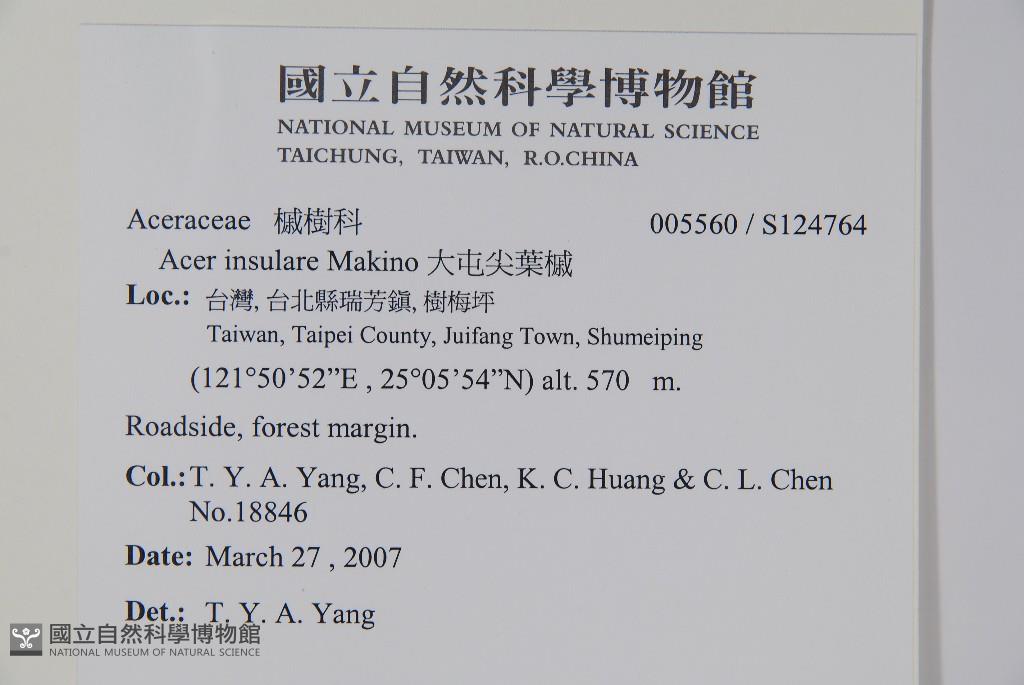 國立自然科學博物館
NATIONAL MUSEUM OF NATURAL SCIENCE
TAICHUNG, TAIWAN, R.O.CHINA
Aceraceae 槭樹科 005560 / S124764
Acer insulare Makino 大屯尖葉槭
Loc.: 台灣, 台北縣瑞芳鎮, 樹梅坪
Taiwan, Taipei County, Juifang Town, Shumeiping
(121°50’52”E , 25°05’54”N) alt. 570 m.
Roadside, forest margin.
Col.: T. Y. A. Yang, C. F. Chen, K. C. Huang & C. L. Chen
No.18846
Date: March 27 , 2007
Det.: T. Y. A. Yang
國立自然科學博物館
NATIONAL MUSEUM OF NATURAL SCIENCE